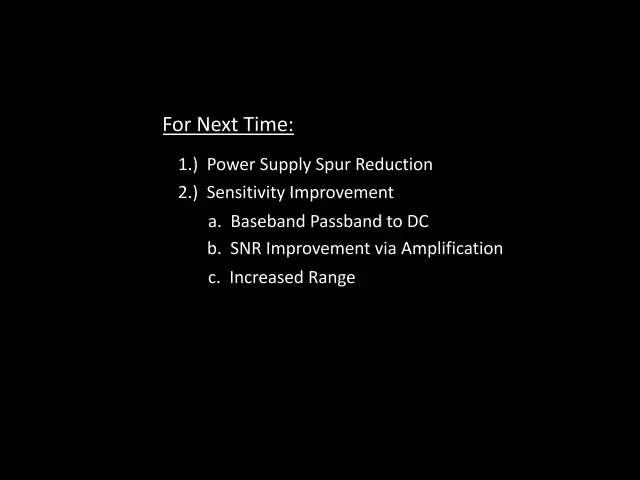 For Next Time:
1.) Power Supply Spur Reduction
2.) Sensitivity Improvement
a. Baseband Passband to DC
b. SNR Improvement via Amplification
c. Increased Range